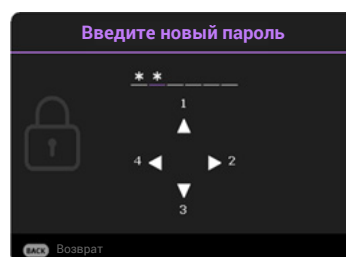 Введите новый пароль
* * _ _ _ _
1
4 2
3
BACK Возврат